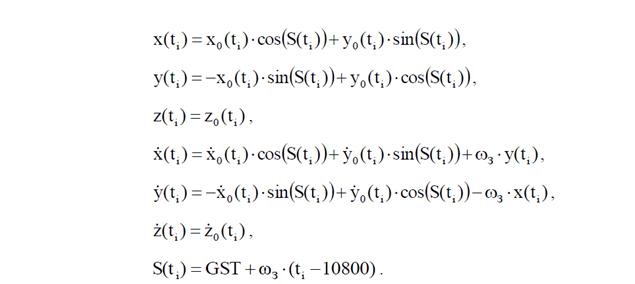 x(tᵢ) = x₀(tᵢ)·cos(S(tᵢ)) + y₀(tᵢ)·sin(S(tᵢ)),
y(tᵢ) = −x₀(tᵢ)·sin(S(tᵢ)) + y₀(tᵢ)·cos(S(tᵢ)),
z(tᵢ) = z₀(tᵢ),
ẋ(tᵢ) = ẋ₀(tᵢ)·cos(S(tᵢ)) + ẏ₀(tᵢ)·sin(S(tᵢ)) + ω₃·y(tᵢ),
ẏ(tᵢ) = −ẋ₀(tᵢ)·sin(S(tᵢ)) + ẏ₀(tᵢ)·cos(S(tᵢ)) − ω₃·x(tᵢ),
ż(tᵢ) = ż₀(tᵢ),
S(tᵢ) = GST + ω₃·(tᵢ − 10800).